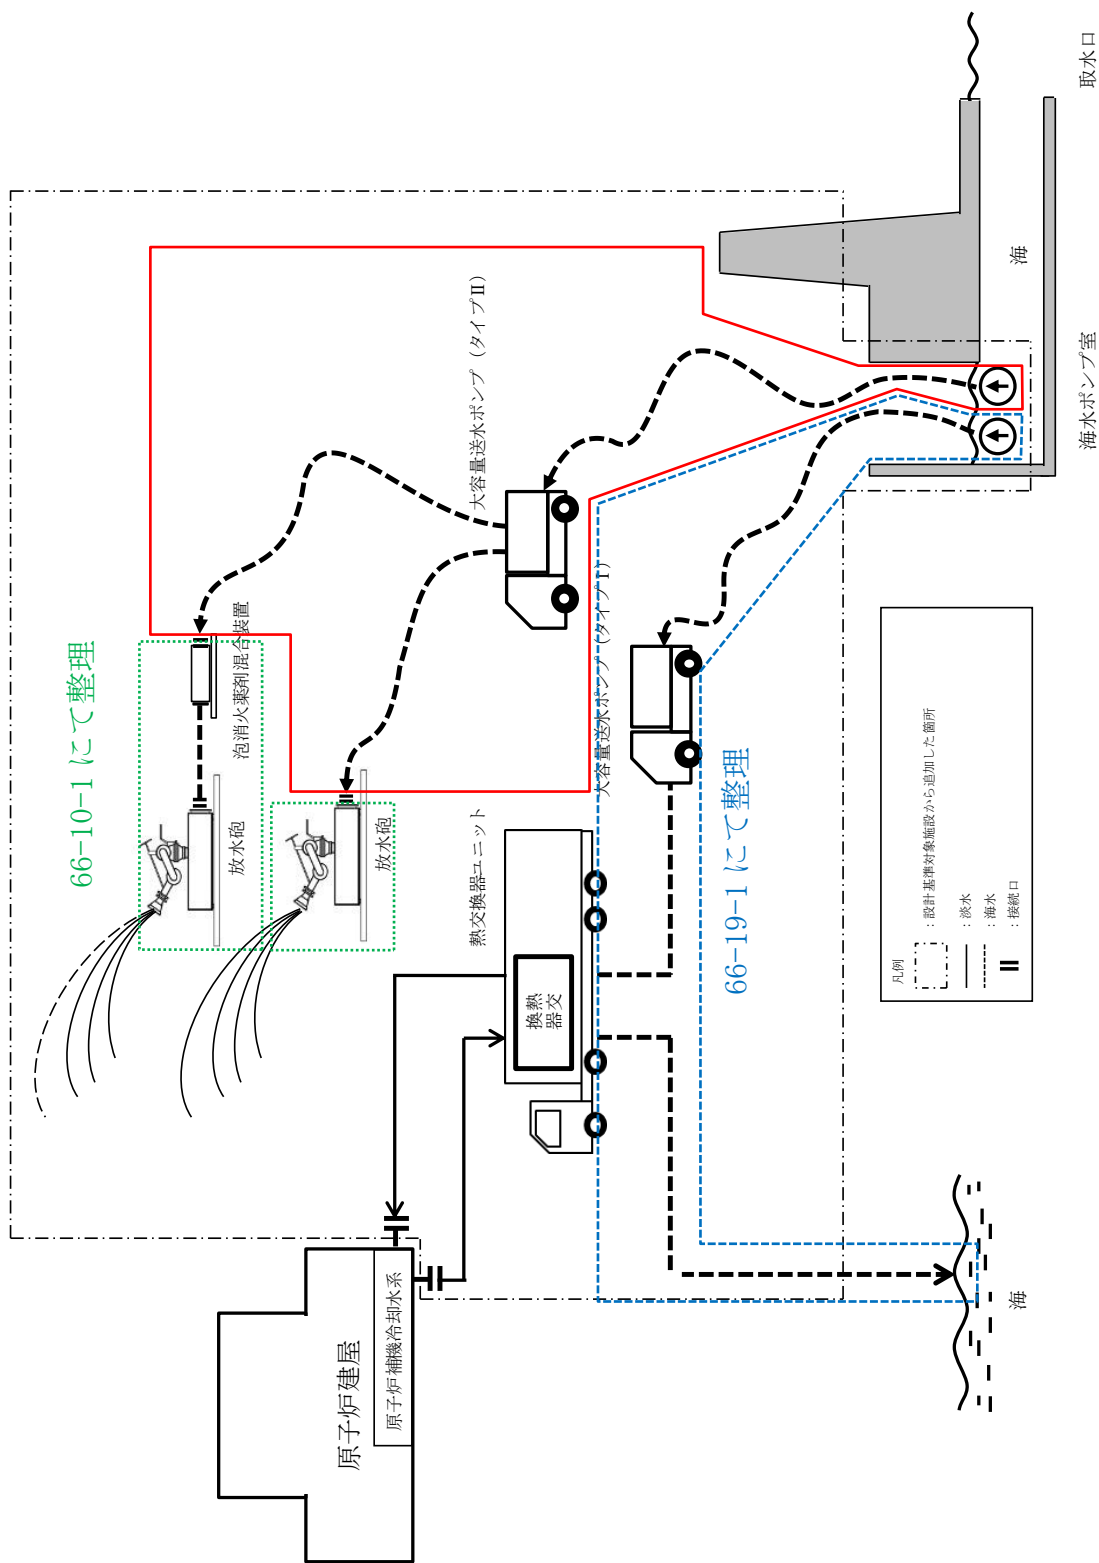 原子炉建屋
原子炉補機冷却水系
熱交換器ユニット
熱交
換器
66-10-1 にて整理
放水砲
泡消火薬剤混合装置
放水砲
大容量送水ポンプ（タイプⅡ）
大容量送水ポンプ（タイプⅠ）
66-19-1 にて整理
海
海
海水ポンプ室
取水口
凡例
：設計基準対象施設から追加した箇所
：淡水
：海水
：接続口